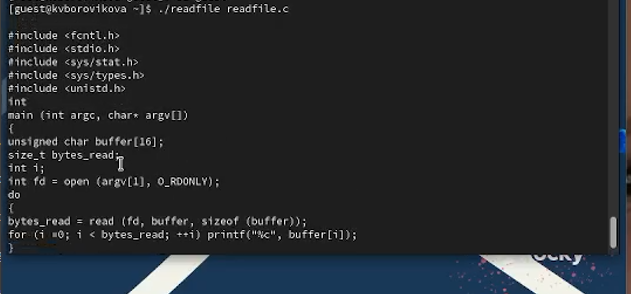 [guest@kvborovikova ~]$ ./readfile readfile.c
#include <fcntl.h>
#include <stdio.h>
#include <sys/stat.h>
#include <sys/types.h>
#include <unistd.h>
int
main (int argc, char* argv[])
{
unsigned char buffer[16];
size_t bytes_read;
int i;
int fd = open (argv[1], O_RDONLY);
do
{
bytes_read = read (fd, buffer, sizeof (buffer));
for (i =0; i < bytes_read; ++i) printf("%c", buffer[i]);
}
ocky